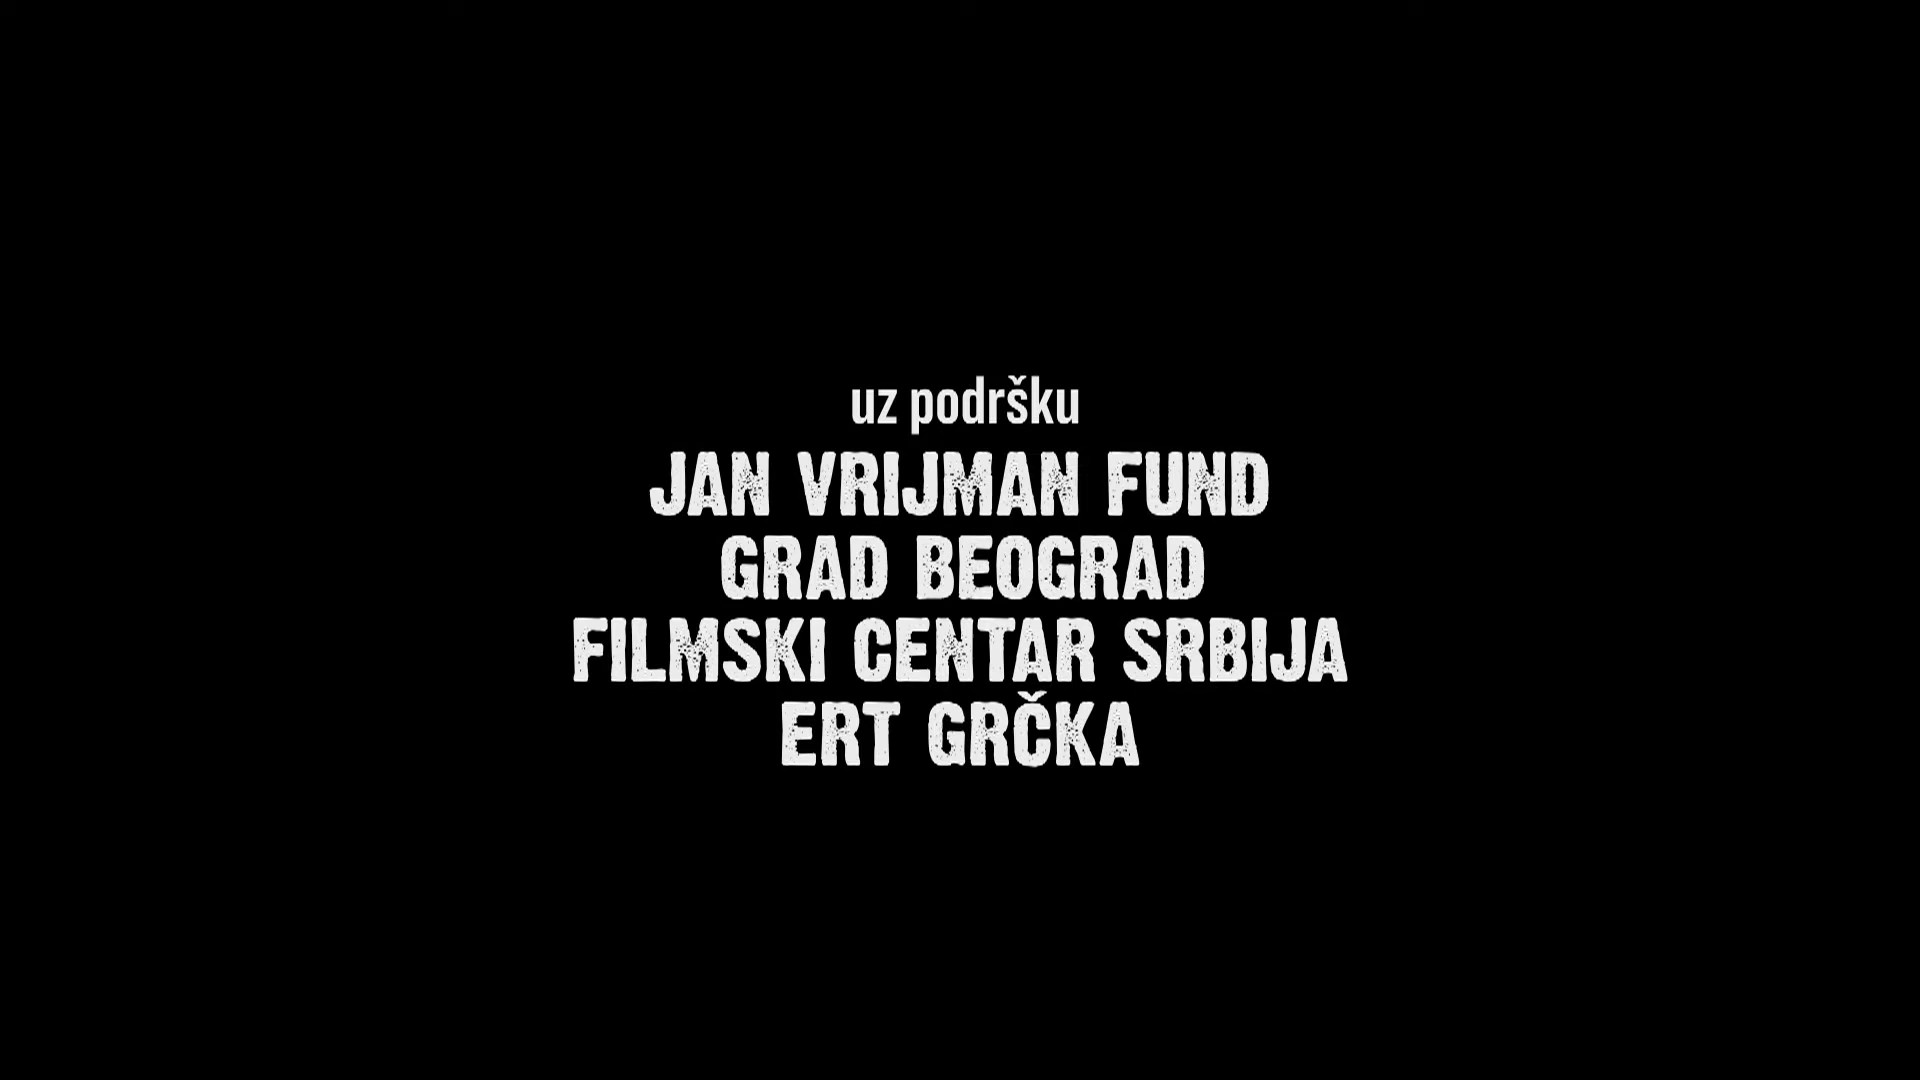 uz podršku
JAN VRIJMAN FUND
GRAD BEOGRAD
FILMSKI CENTAR SRBIJA
ERT GRČKA